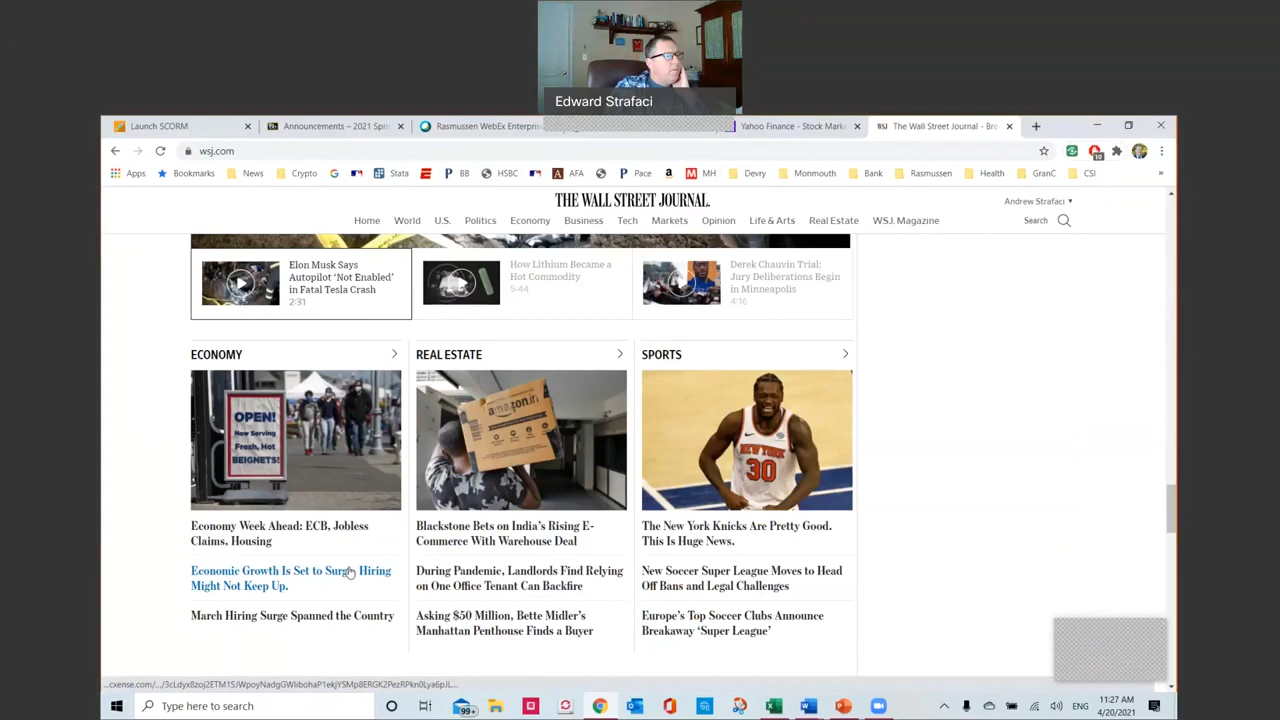 Edward Strafaci
Launch SCORM
Announcements – 2021 Spri
Rasmussen WebEx Enterpris
Yahoo Finance - Stock Mark
The Wall Street Journal - Bre
wsj.com
10
Apps
Bookmarks
News
Crypto
Stata
BB
HSBC
AFA
Pace
MH
Devry
Monmouth
Bank
Rasmussen
Health
GranC
CSI
THE WALL STREET JOURNAL.
Andrew Strafaci
Home
World
U.S.
Politics
Economy
Business
Tech
Markets
Opinion
Life & Arts
Real Estate
WSJ. Magazine
Search
Elon Musk Says
Autopilot ‘Not Enabled’
in Fatal Tesla Crash
2:31
How Lithium Became a
Hot Commodity
5:44
Derek Chauvin Trial:
Jury Deliberations Begin
in Minneapolis
4:16
ECONOMY
REAL ESTATE
SPORTS
OPEN!
Now Serving
Fresh, Hot
BEIGNETS!
amazon.in
NEW YORK
30
Economy Week Ahead: ECB, Jobless
Claims, Housing
Economic Growth Is Set to Surge. Hiring
Might Not Keep Up.
March Hiring Surge Spanned the Country
Blackstone Bets on India’s Rising E-
Commerce With Warehouse Deal
During Pandemic, Landlords Find Relying
on One Office Tenant Can Backfire
Asking $50 Million, Bette Midler’s
Manhattan Penthouse Finds a Buyer
The New York Knicks Are Pretty Good.
This Is Huge News.
New Soccer Super League Moves to Head
Off Bans and Legal Challenges
Europe’s Top Soccer Clubs Announce
Breakaway ‘Super League’
Type here to search
99+
ENG
11:27 AM
4/20/2021